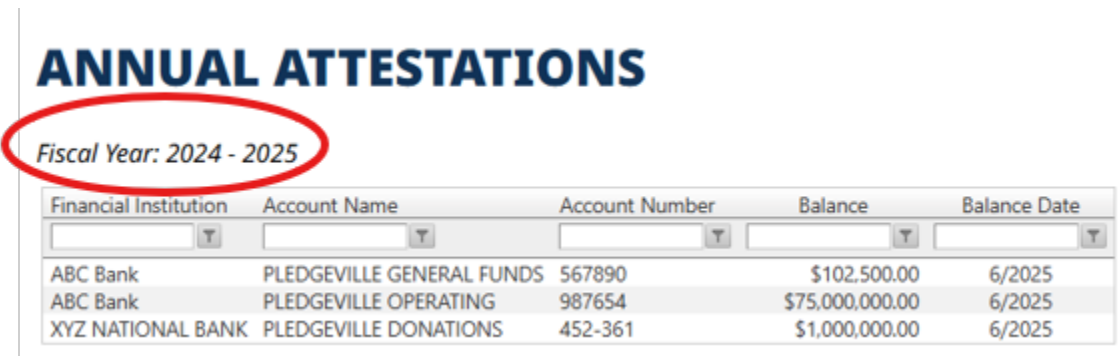 ANNUAL ATTESTATIONS
Fiscal Year: 2024 - 2025
Financial Institution Account Name Account Number Balance Balance Date
ABC Bank PLEDGEVILLE GENERAL FUNDS 567890 $102,500.00 6/2025
ABC Bank PLEDGEVILLE OPERATING 987654 $75,000,000.00 6/2025
XYZ NATIONAL BANK PLEDGEVILLE DONATIONS 452-361 $1,000,000.00 6/2025